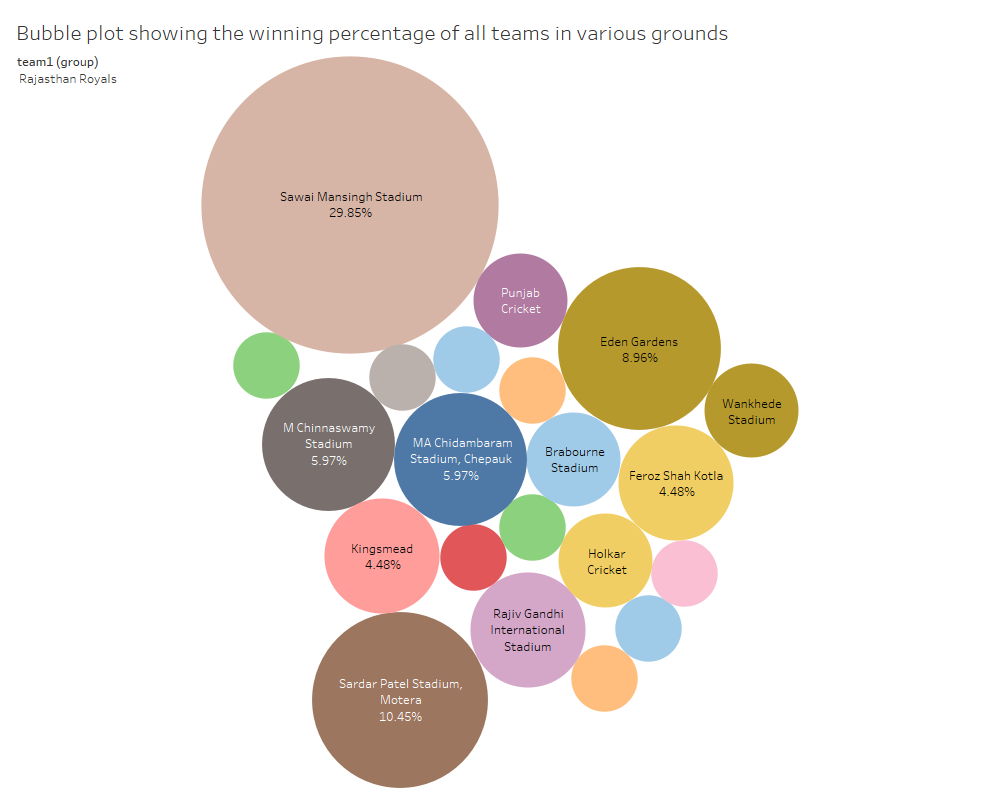 Bubble plot showing the winning percentage of all teams in various grounds
team1 (group)
Rajasthan Royals
Sawai Mansingh Stadium
29.85%
Punjab
Cricket
Eden Gardens
8.96%
Wankhede
Stadium
M Chinnaswamy
Stadium
5.97%
MA Chidambaram
Stadium, Chepauk
5.97%
Brabourne
Stadium
Feroz Shah Kotla
4.48%
Kingsmead
4.48%
Holkar
Cricket
Rajiv Gandhi
International
Stadium
Sardar Patel Stadium,
Motera
10.45%